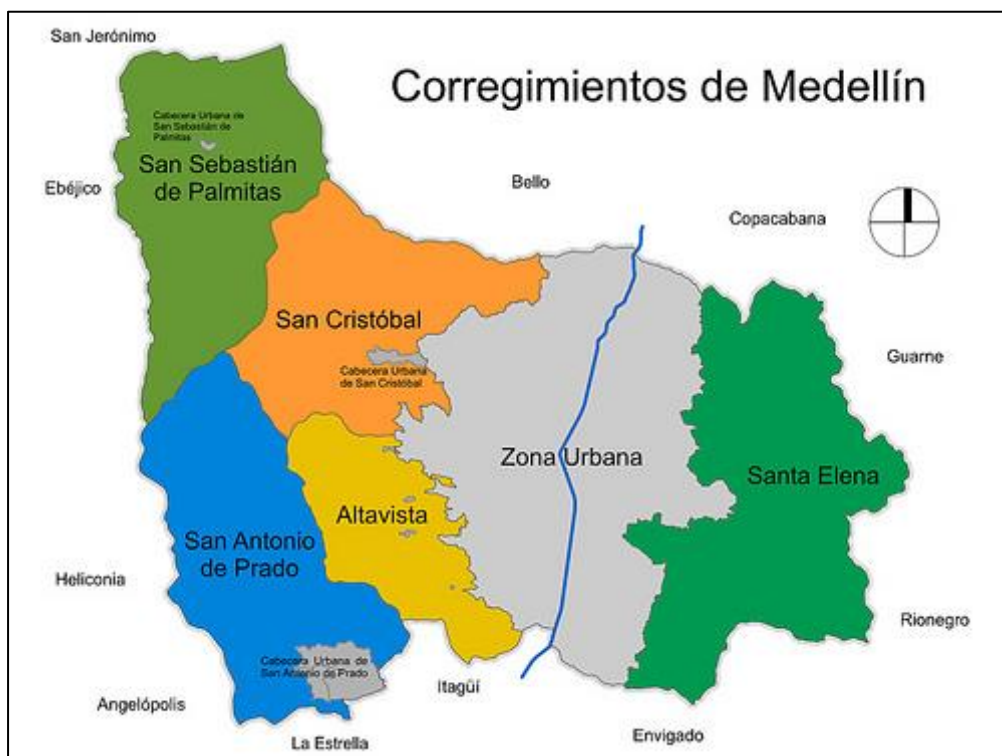 San Jerónimo
Corregimientos de Medellín
Cabecera Urbana de
San Sebastián de
Palmitas
San Sebastián
de Palmitas
Ebéjico
Bello
Copacabana
San Cristóbal
Guarne
Cabecera Urbana
de San Cristóbal
Zona Urbana
Santa Elena
Altavista
San Antonio
de Prado
Heliconia
Rionegro
Cabecera Urbana de
San Antonio de Prado
Itagüí
Angelópolis
La Estrella
Envigado